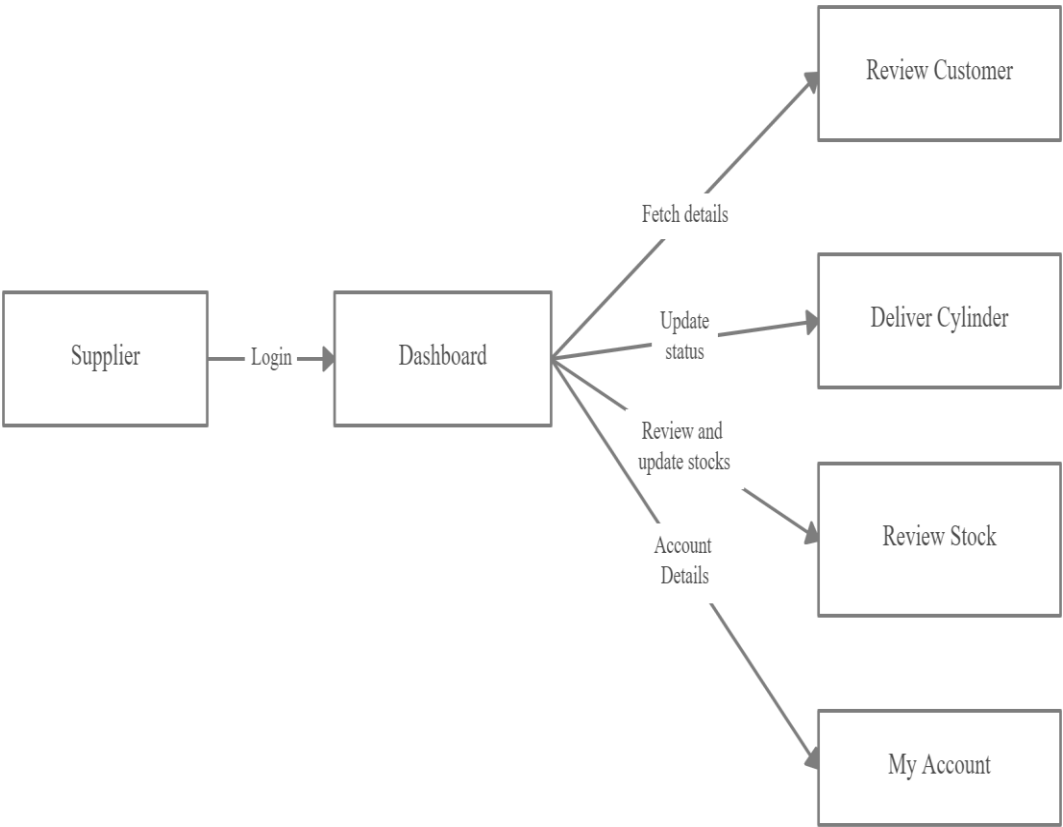 Review Customer
Fetch details
Deliver Cylinder
Update
status
Supplier
Login
Dashboard
Review and
update stocks
Review Stock
Account
Details
My Account